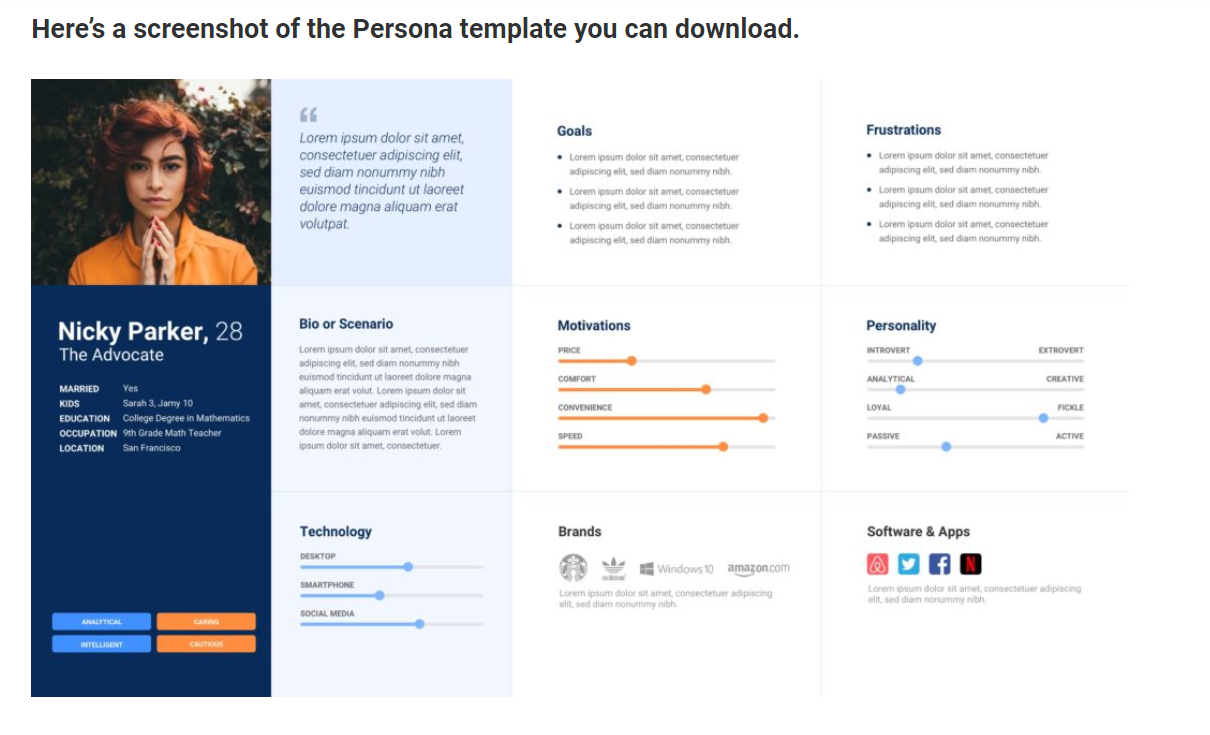 Here's a screenshot of the Persona template you can download.
“
Lorem ipsum dolor sit amet,
consectetuer adipiscing elit,
sed diam nonummy nibh
euismod tincidunt ut laoreet
dolore magna aliquam erat
volutpat.
Goals
• Lorem ipsum dolor sit amet, consectetuer
adipiscing elit, sed diam nonummy nibh.
• Lorem ipsum dolor sit amet, consectetuer
adipiscing elit, sed diam nonummy nibh.
• Lorem ipsum dolor sit amet, consectetuer
adipiscing elit, sed diam nonummy nibh.
Frustrations
• Lorem ipsum dolor sit amet, consectetuer
adipiscing elit, sed diam nonummy nibh.
• Lorem ipsum dolor sit amet, consectetuer
adipiscing elit, sed diam nonummy nibh.
• Lorem ipsum dolor sit amet, consectetuer
adipiscing elit, sed diam nonummy nibh.
Nicky Parker, 28
The Advocate
MARRIED Yes
KIDS Sarah 3, Jamy 10
EDUCATION College Degree in Mathematics
OCCUPATION 9th Grade Math Teacher
LOCATION San Francisco
ANALYTICAL CARING
INTELLIGENT CAUTIOUS
Bio or Scenario
Lorem ipsum dolor sit amet, consectetuer
adipiscing elit, sed diam nonummy nibh
euismod tincidunt ut laoreet dolore magna
aliquam erat volut. Lorem ipsum dolor sit
amet, consectetuer adipiscing elit, sed diam
nonummy nibh euismod tincidunt ut laoreet
dolore magna aliquam erat volut. Lorem
ipsum dolor sit amet, consectetuer.
Motivations
PRICE
COMFORT
CONVENIENCE
SPEED
Personality
INTROVERT EXTROVERT
ANALYTICAL CREATIVE
LOYAL FICKLE
PASSIVE ACTIVE
Technology
DESKTOP
SMARTPHONE
SOCIAL MEDIA
Brands
adidas Windows 10 amazon.com
Lorem ipsum dolor sit amet, consectetuer adipiscing
elit, sed diam nonummy nibh.
Software & Apps
f N
Lorem ipsum dolor sit amet, consectetuer adipiscing
elit, sed diam nonummy nibh.